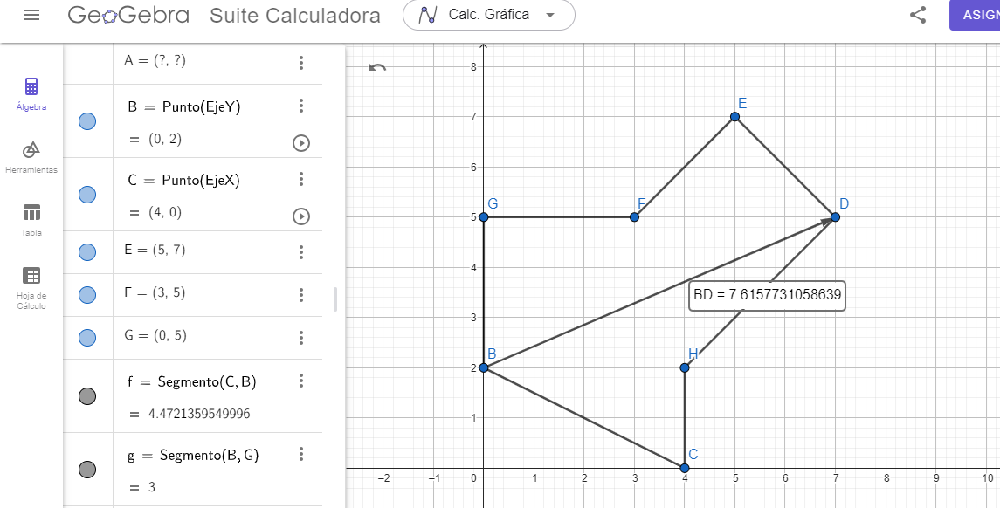 GeoGebra Suite Calculadora Calc. Gráfica ASIGN
Álgebra
Herramientas
Tabla
Hoja de
Cálculo
A = (?, ?)
B = Punto(EjeY)
= (0, 2)
C = Punto(EjeX)
= (4, 0)
E = (5, 7)
F = (3, 5)
G = (0, 5)
f = Segmento(C, B)
= 4.4721359549996
g = Segmento(B, G)
= 3
8
7
6
5
4
3
2
1
E
G
F
D
BD = 7.6157731058639
B
H
C
−2 −1 0 1 2 3 4 5 6 7 8 9 10